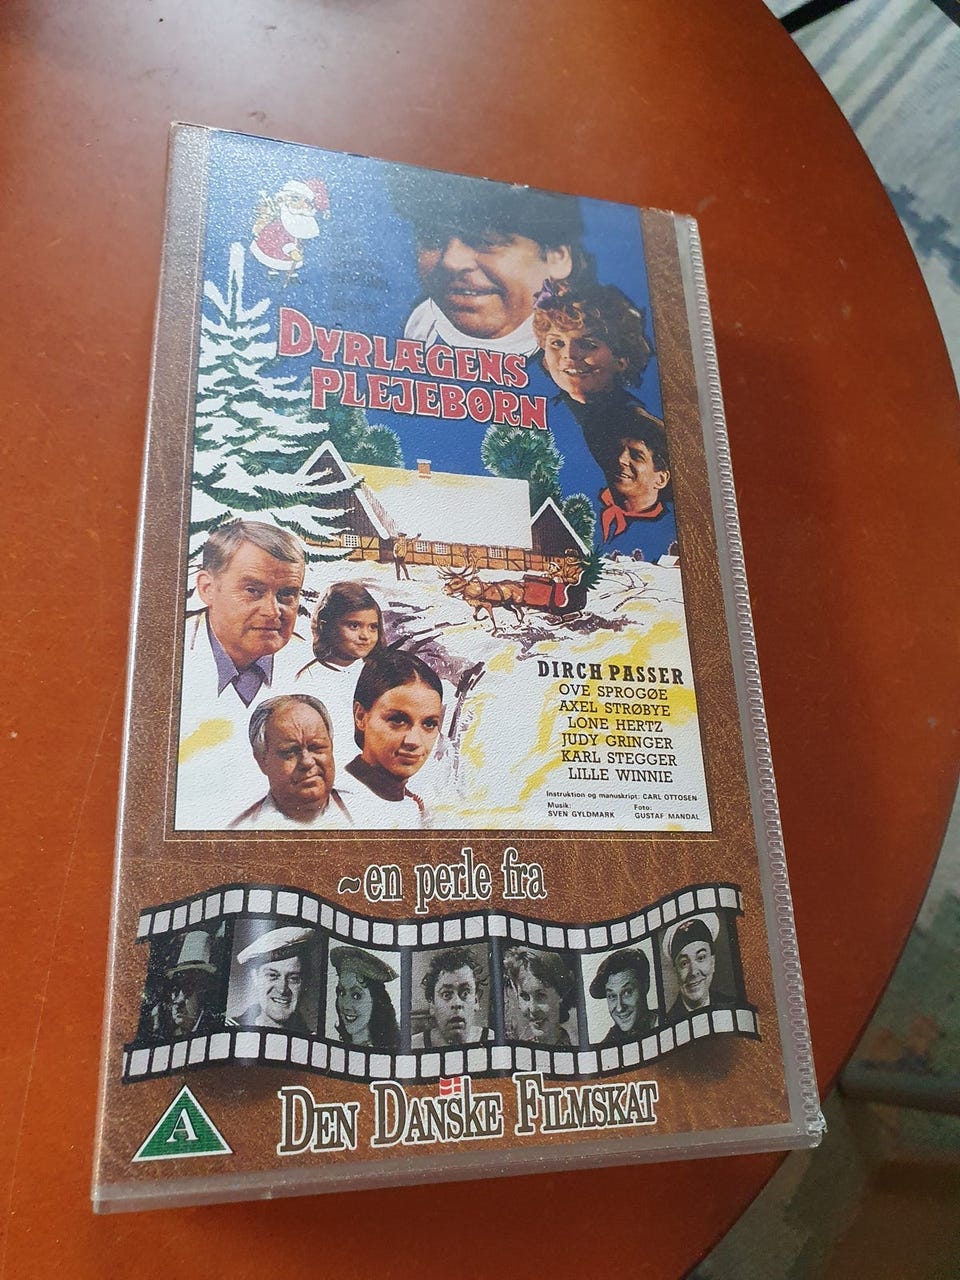 DYRLÆGENS
PLEJEBØRN
DIRCH PASSER
OVE SPROGØE
AXEL STRØBYE
LONE HERTZ
JUDY GRINGER
KARL STEGGER
LILLE WINNIE
Instruktion og manuskript: CARL OTTOSEN
Musik: Foto:
SVEN GYLDMARK GUSTAF MANDAL
~en perle fra
A
DEN DANSKE FILMSKAT